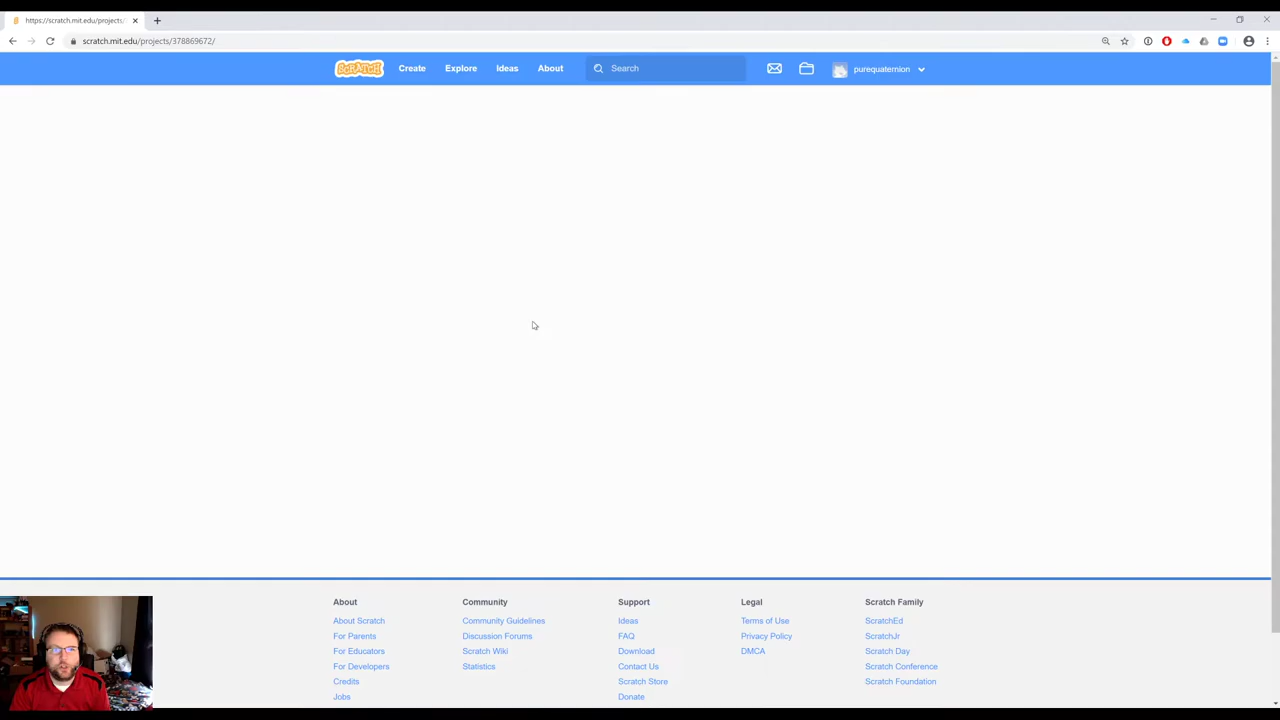 https://scratch.mit.edu/projects/
scratch.mit.edu/projects/378869672/
SCRATCH Create Explore Ideas About Search purequaternion
About Community Support Legal Scratch Family
About Scratch Community Guidelines Ideas Terms of Use ScratchEd
For Parents Discussion Forums FAQ Privacy Policy ScratchJr
For Educators Scratch Wiki Download DMCA Scratch Day
For Developers Statistics Contact Us Scratch Conference
Credits Scratch Store Scratch Foundation
Jobs Donate